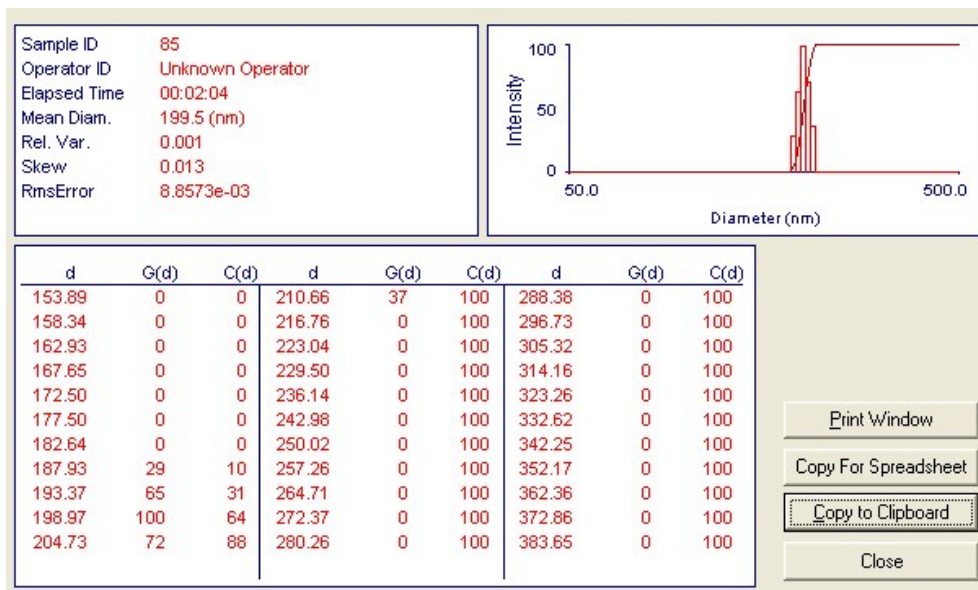 Sample ID 85
Operator ID Unknown Operator
Elapsed Time 00:02:04
Mean Diam. 199.5 (nm)
Rel. Var. 0.001
Skew 0.013
RmsError 8.8573e-03
Intensity
100
50
0
50.0 500.0
Diameter (nm)
d G(d) C(d) d G(d) C(d) d G(d) C(d)
153.89 0 0 210.66 37 100 288.38 0 100
158.34 0 0 216.76 0 100 296.73 0 100
162.93 0 0 223.04 0 100 305.32 0 100
167.65 0 0 229.50 0 100 314.16 0 100
172.50 0 0 236.14 0 100 323.26 0 100
177.50 0 0 242.98 0 100 332.62 0 100
182.64 0 0 250.02 0 100 342.25 0 100
187.93 29 10 257.26 0 100 352.17 0 100
193.37 65 31 264.71 0 100 362.36 0 100
198.97 100 64 272.37 0 100 372.86 0 100
204.73 72 88 280.26 0 100 383.65 0 100
Print Window
Copy For Spreadsheet
Copy to Clipboard
Close